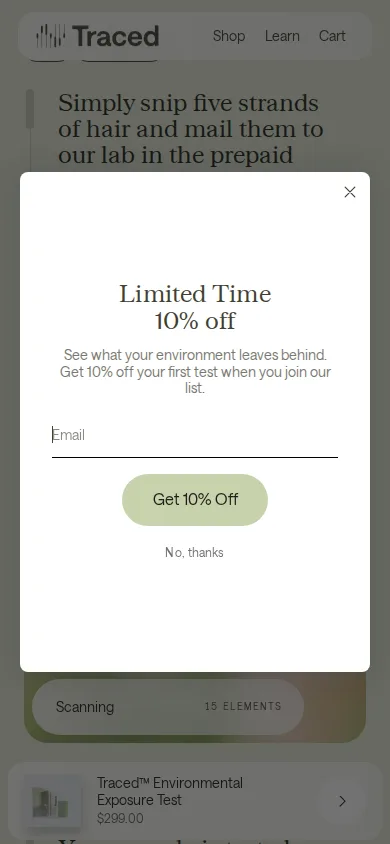 Traced
Shop Learn Cart
Simply snip five strands
of hair and mail them to
our lab in the prepaid
Limited Time
10% off
See what your environment leaves behind.
Get 10% off your first test when you join our
list.
Email
Get 10% Off
No, thanks
Scanning 15 ELEMENTS
Traced™ Environmental
Exposure Test
$299.00